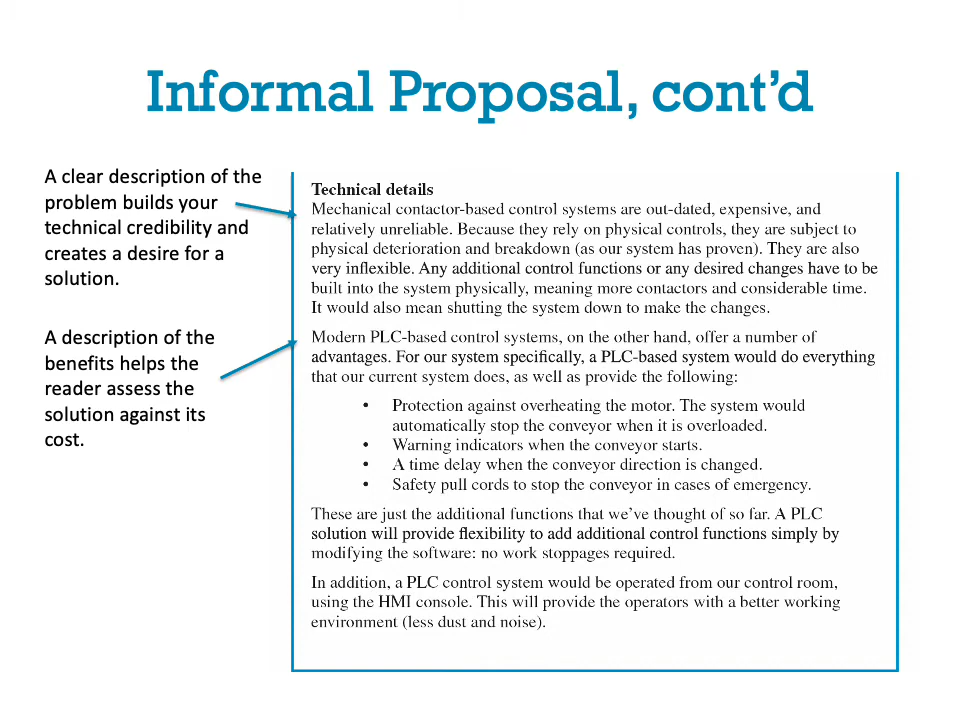 Informal Proposal, cont’d
A clear description of the
problem builds your
technical credibility and
creates a desire for a
solution.
A description of the
benefits helps the
reader assess the
solution against its
cost.
Technical details
Mechanical contactor-based control systems are out-dated, expensive, and
relatively unreliable. Because they rely on physical controls, they are subject to
physical deterioration and breakdown (as our system has proven). They are also
very inflexible. Any additional control functions or any desired changes have to be
built into the system physically, meaning more contactors and considerable time.
It would also mean shutting the system down to make the changes.
Modern PLC-based control systems, on the other hand, offer a number of
advantages. For our system specifically, a PLC-based system would do everything
that our current system does, as well as provide the following:
• Protection against overheating the motor. The system would
automatically stop the conveyor when it is overloaded.
• Warning indicators when the conveyor starts.
• A time delay when the conveyor direction is changed.
• Safety pull cords to stop the conveyor in cases of emergency.
These are just the additional functions that we’ve thought of so far. A PLC
solution will provide flexibility to add additional control functions simply by
modifying the software: no work stoppages required.
In addition, a PLC control system would be operated from our control room,
using the HMI console. This will provide the operators with a better working
environment (less dust and noise).